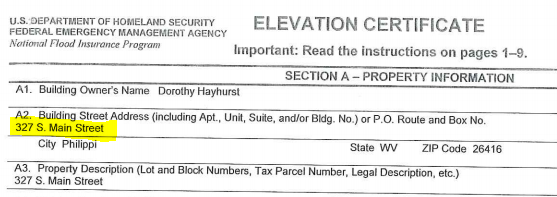 U.S. DEPARTMENT OF HOMELAND SECURITY
FEDERAL EMERGENCY MANAGEMENT AGENCY
National Flood Insurance Program
ELEVATION CERTIFICATE
Important: Read the instructions on pages 1–9.
SECTION A – PROPERTY INFORMATION
A1. Building Owner's Name Dorothy Hayhurst
A2. Building Street Address (including Apt., Unit, Suite, and/or Bldg. No.) or P.O. Route and Box No.
327 S. Main Street
City Philippi State WV ZIP Code 26416
A3. Property Description (Lot and Block Numbers, Tax Parcel Number, Legal Description, etc.)
327 S. Main Street